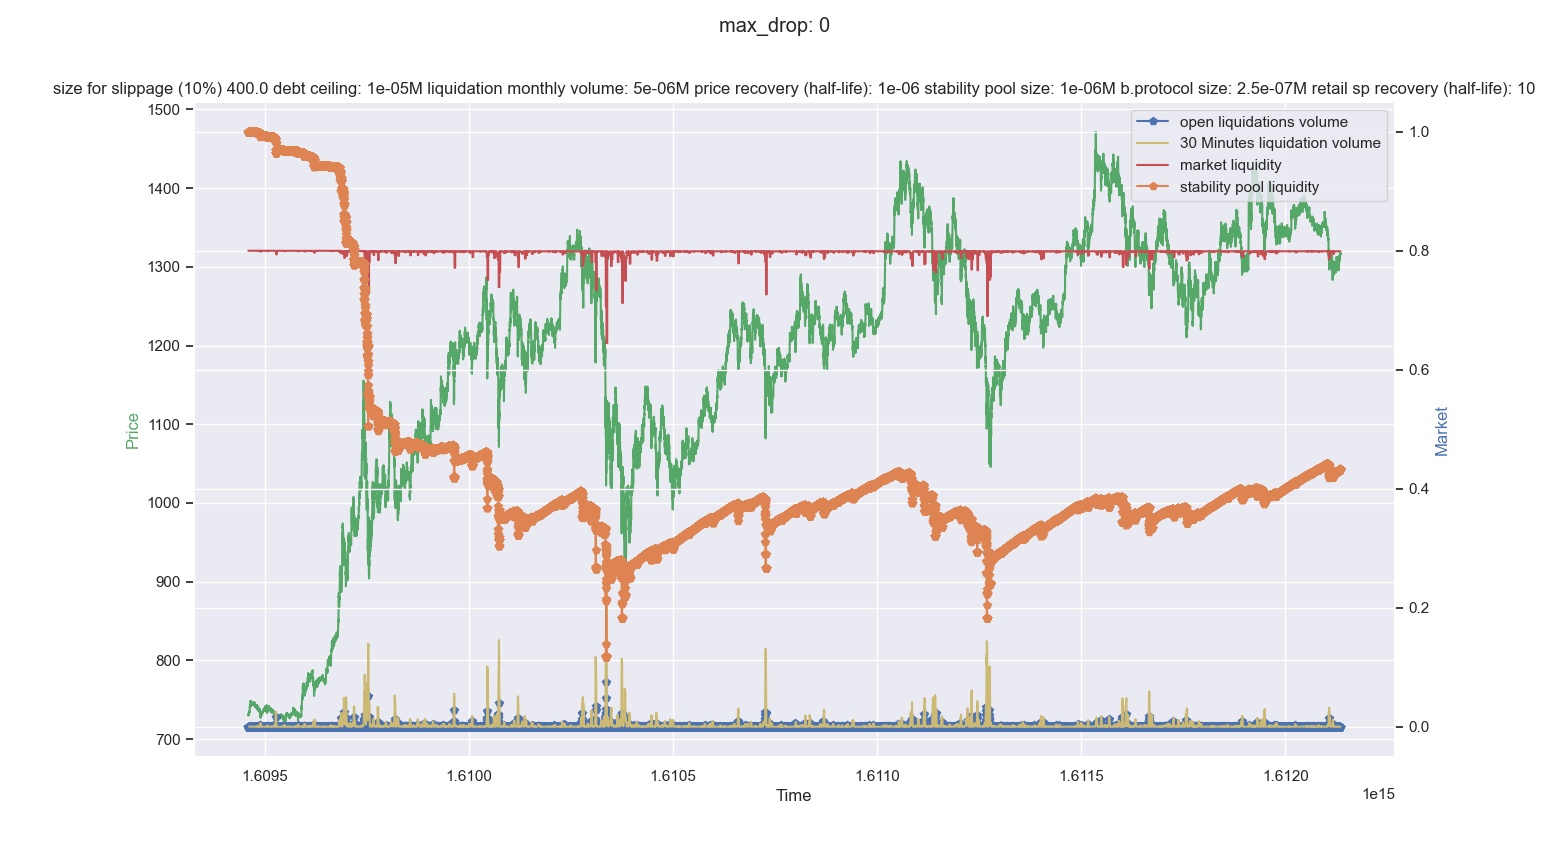 max_drop: 0
size for slippage (10%) 400.0 debt ceiling: 1e-05M liquidation monthly volume: 5e-06M price recovery (half-life): 1e-06 stability pool size: 1e-06M b.protocol size: 2.5e-07M retail sp recovery (half-life): 10
open liquidations volume
30 Minutes liquidation volume
market liquidity
stability pool liquidity
1500
1400
1300
1200
1100
1000
900
800
700
Price
1.0
0.8
0.6
0.4
0.2
0.0
Market
1.6095 1.6100 1.6105 1.6110 1.6115 1.6120
1e15
Time